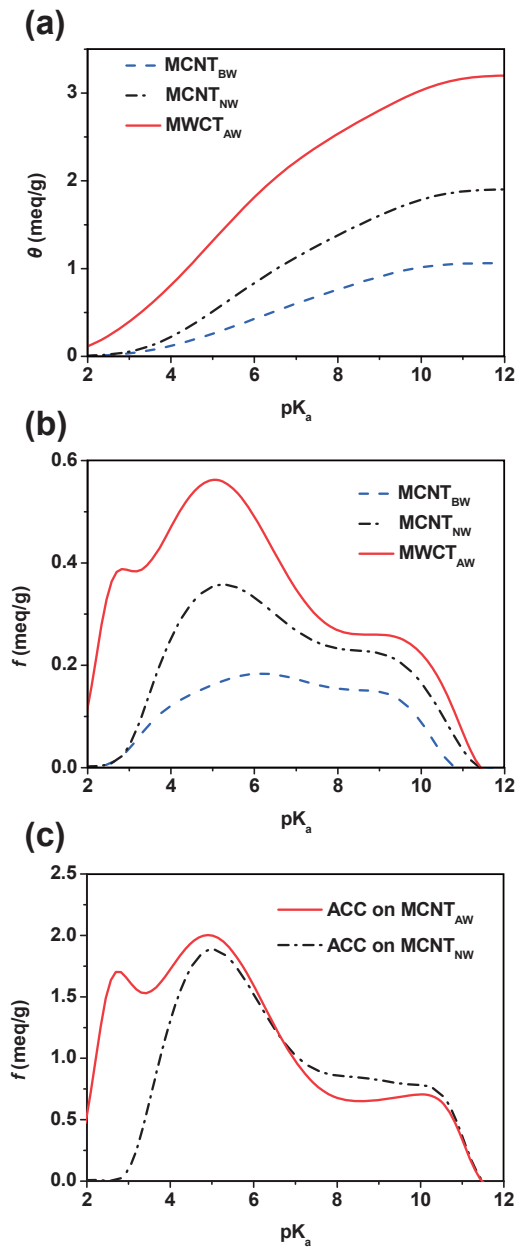 (a)
MCNT_BW
MCNT_NW
MWCT_AW
θ (meq/g)
3
2
1
0
2 4 6 8 10 12
pK_a
(b)
MCNT_BW
MCNT_NW
MWCT_AW
f (meq/g)
0.6
0.4
0.2
0.0
2 4 6 8 10 12
pK_a
(c)
ACC on MCNT_AW
ACC on MCNT_NW
f (meq/g)
2.5
2.0
1.5
1.0
0.5
0.0
2 4 6 8 10 12
pK_a